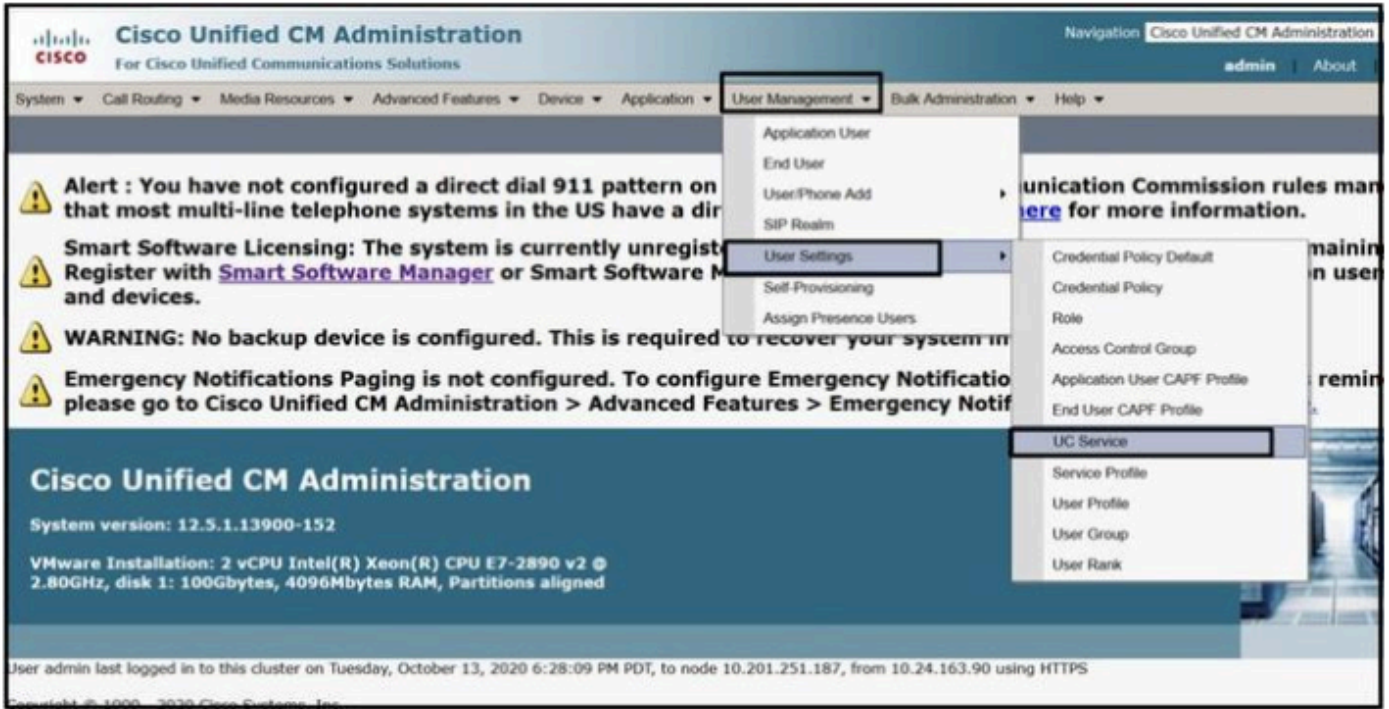 CISCO
Cisco Unified CM Administration
For Cisco Unified Communications Solutions
Navigation Cisco Unified CM Administration
admin | About |
System Call Routing Media Resources Advanced Features Device Application User Management Bulk Administration Help
Application User
End User
User/Phone Add
SIP Realm
User Settings
Self-Provisioning
Assign Presence Users
Credential Policy Default
Credential Policy
Role
Access Control Group
Application User CAPF Profile
End User CAPF Profile
UC Service
Service Profile
User Profile
User Group
User Rank
Alert : You have not configured a direct dial 911 pattern on unication Commission rules man
that most multi-line telephone systems in the US have a dir ere for more information.
Smart Software Licensing: The system is currently unregiste maining
Register with Smart Software Manager or Smart Software M n user
and devices.
WARNING: No backup device is configured. This is required to recover your system in
Emergency Notifications Paging is not configured. To configure Emergency Notificatio remin
please go to Cisco Unified CM Administration > Advanced Features > Emergency Notif
Cisco Unified CM Administration
System version: 12.5.1.13900-152
VMware Installation: 2 vCPU Intel(R) Xeon(R) CPU E7-2890 v2 @
2.80GHz, disk 1: 100Gbytes, 4096Mbytes RAM, Partitions aligned
User admin last logged in to this cluster on Tuesday, October 13, 2020 6:28:09 PM PDT, to node 10.201.251.187, from 10.24.163.90 using HTTPS